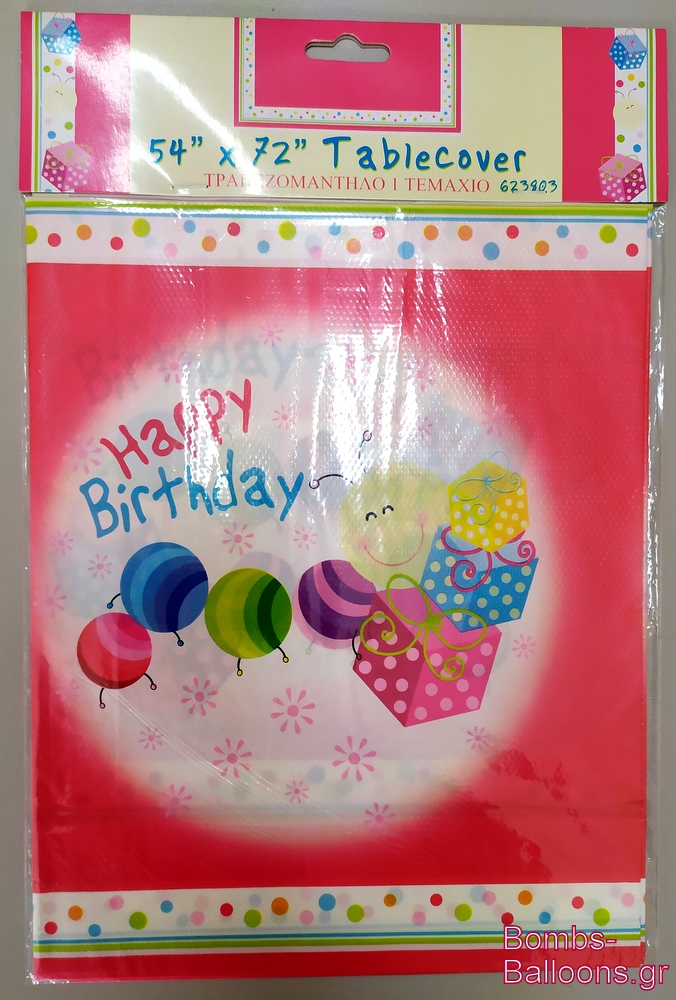 54” x 72” Tablecover
ΤΡΑΠΕΖΟΜΑΝΤΗΛΟ 1 ΤΕΜΑΧΙΟ 623803
Happy
Birthday
Bombs-
Balloons.gr